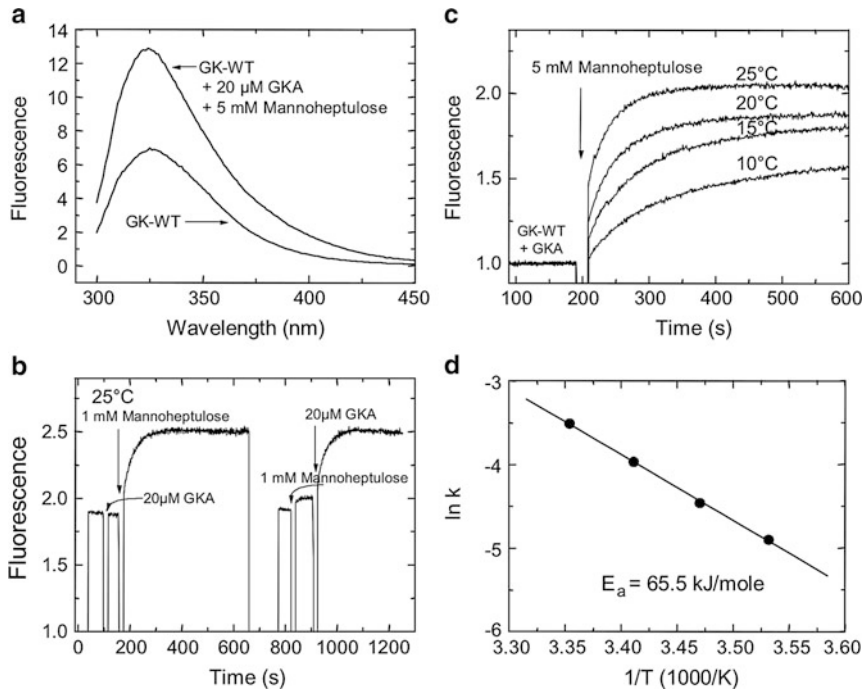 a
14
12
10
8
6
4
2
0
Fluorescence
GK-WT
+ 20 µM GKA
+ 5 mM Mannoheptulose
GK-WT
300 350 400 450
Wavelength (nm)
c
2.0
1.5
1.0
Fluorescence
5 mM Mannoheptulose
25°C
20°C
15°C
10°C
GK-WT
+ GKA
100 200 300 400 500 600
Time (s)
b
3.0
2.5
2.0
1.5
1.0
Fluorescence
25°C
1 mM Mannoheptulose
20µM GKA
20µM GKA
1 mM Mannoheptulose
0 200 400 600 800 1000 1200
Time (s)
d
-3
-4
-5
-6
ln k
Ea = 65.5 kJ/mole
3.30 3.35 3.40 3.45 3.50 3.55 3.60
1/T (1000/K)